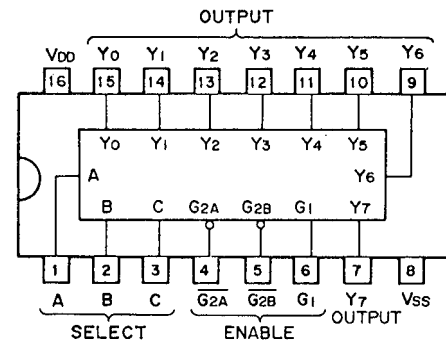 OUTPUT
VDD Y0 Y1 Y2 Y3 Y4 Y5 Y6
16 15 14 13 12 11 10 9
Y0 Y1 Y2 Y3 Y4 Y5
A Y6
B C G2A G2B G1 Y7
1 2 3 4 5 6 7 8
A B C G̅2̅A̅ G̅2̅B̅ G1 Y7 VSS
SELECT ENABLE OUTPUT